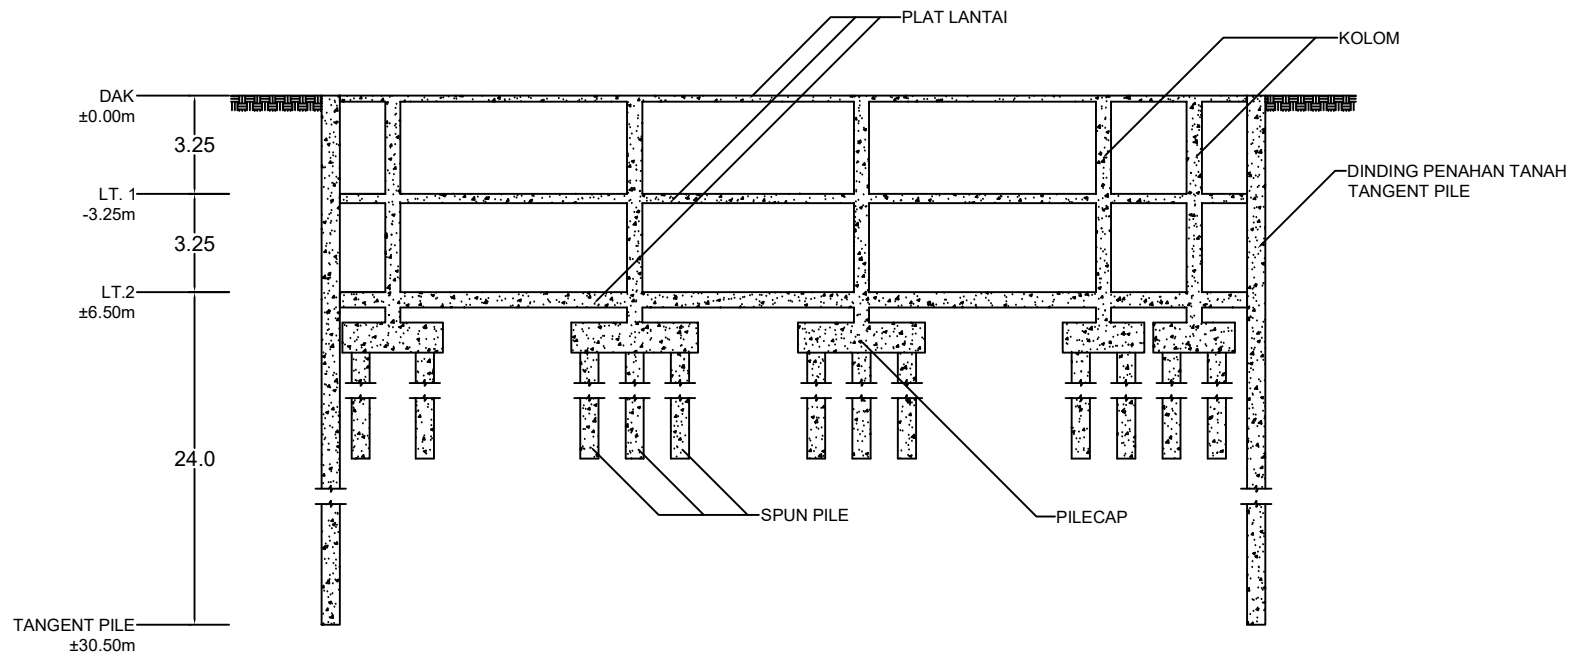 PLAT LANTAI
KOLOM
DAK
±0.00m
3.25
LT. 1
-3.25m
DINDING PENAHAN TANAH
TANGENT PILE
3.25
LT.2
±6.50m
24.0
SPUN PILE
PILECAP
TANGENT PILE
±30.50m